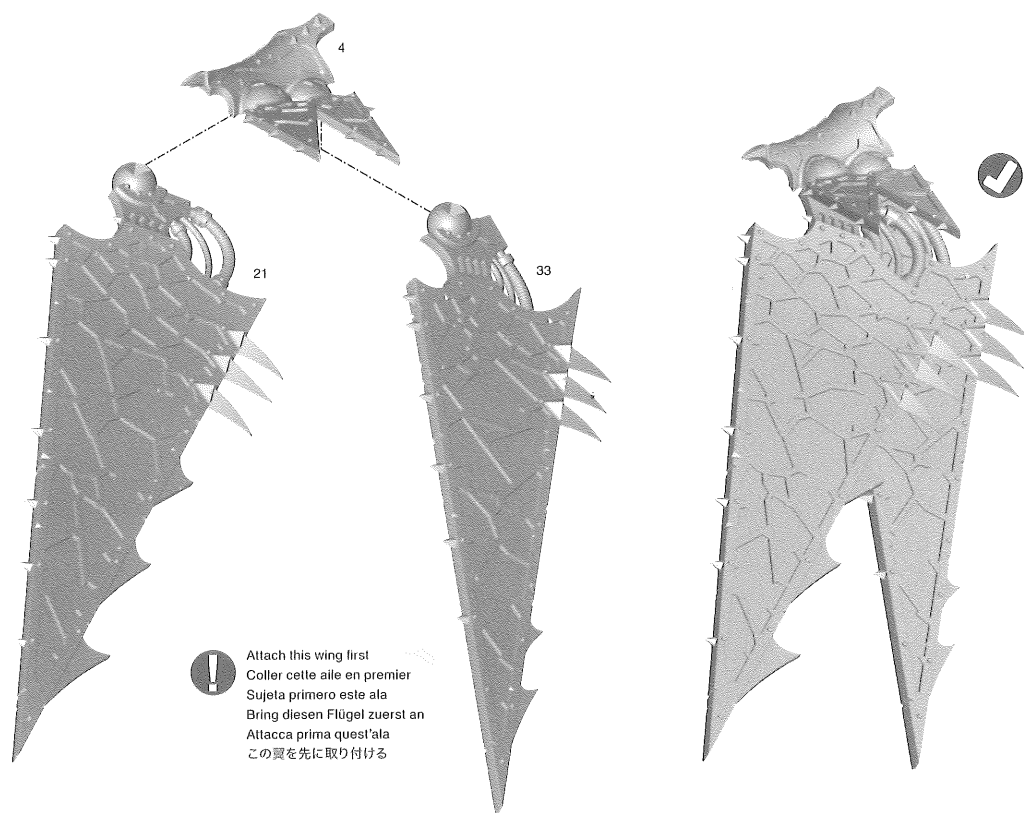 4
21
33
Attach this wing first
Coller cette aile en premier
Sujeta primero este ala
Bring diesen Flügel zuerst an
Attacca prima quest'ala
この翼を先に取り付ける